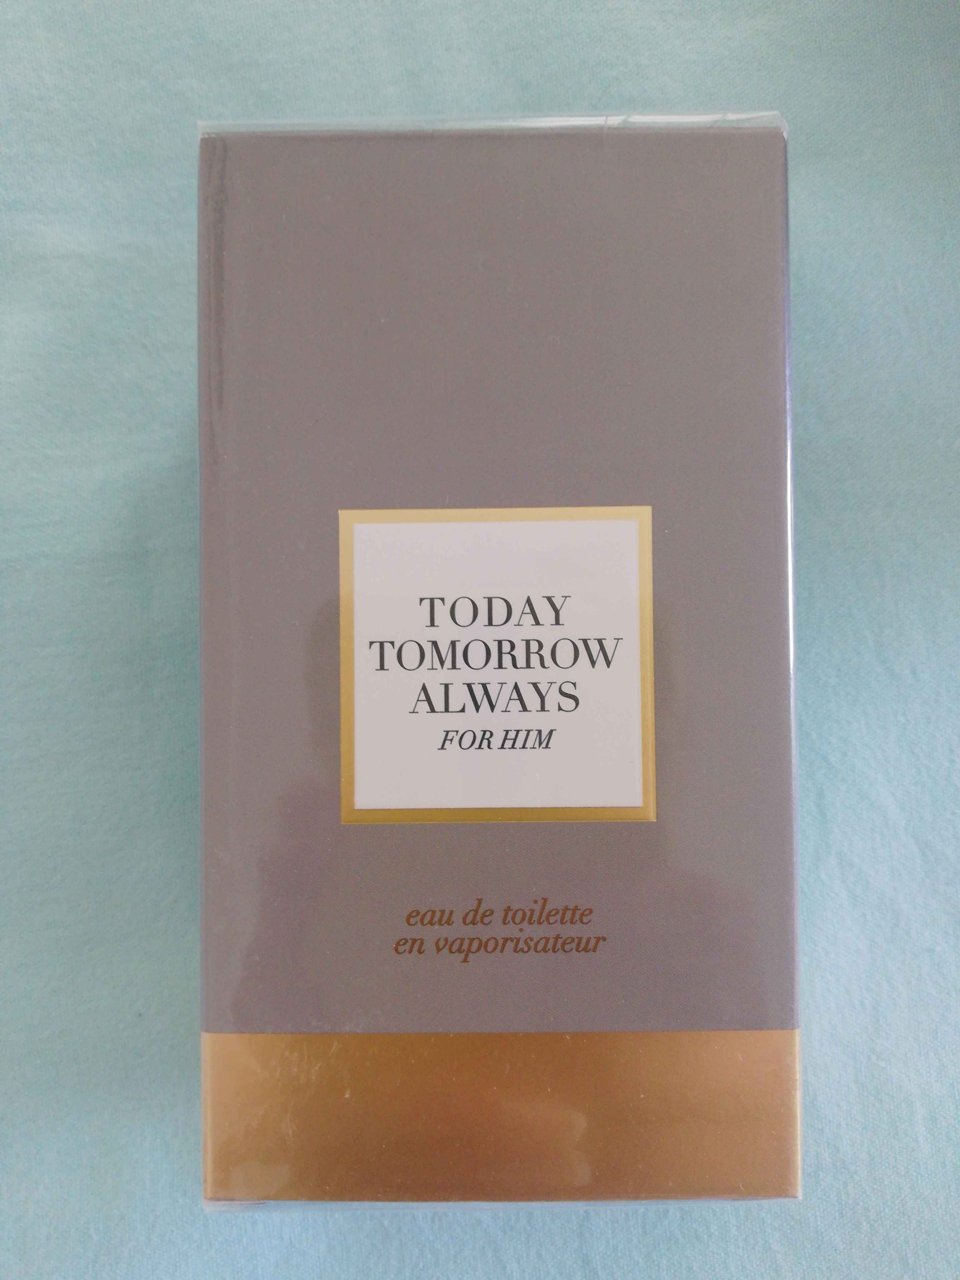 TODAY
TOMORROW
ALWAYS
FOR HIM
eau de toilette
en vaporisateur